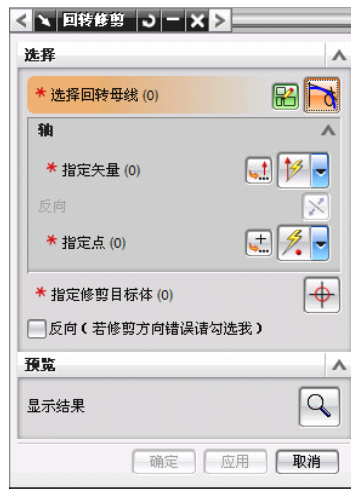 回转修剪
选择
* 选择回转母线 (0)
轴
* 指定矢量 (0)
反向
* 指定点 (0)
* 指定修剪目标体 (0)
反向 ( 若修剪方向错误请勾选我 )
预览
显示结果
确定 应用 取消